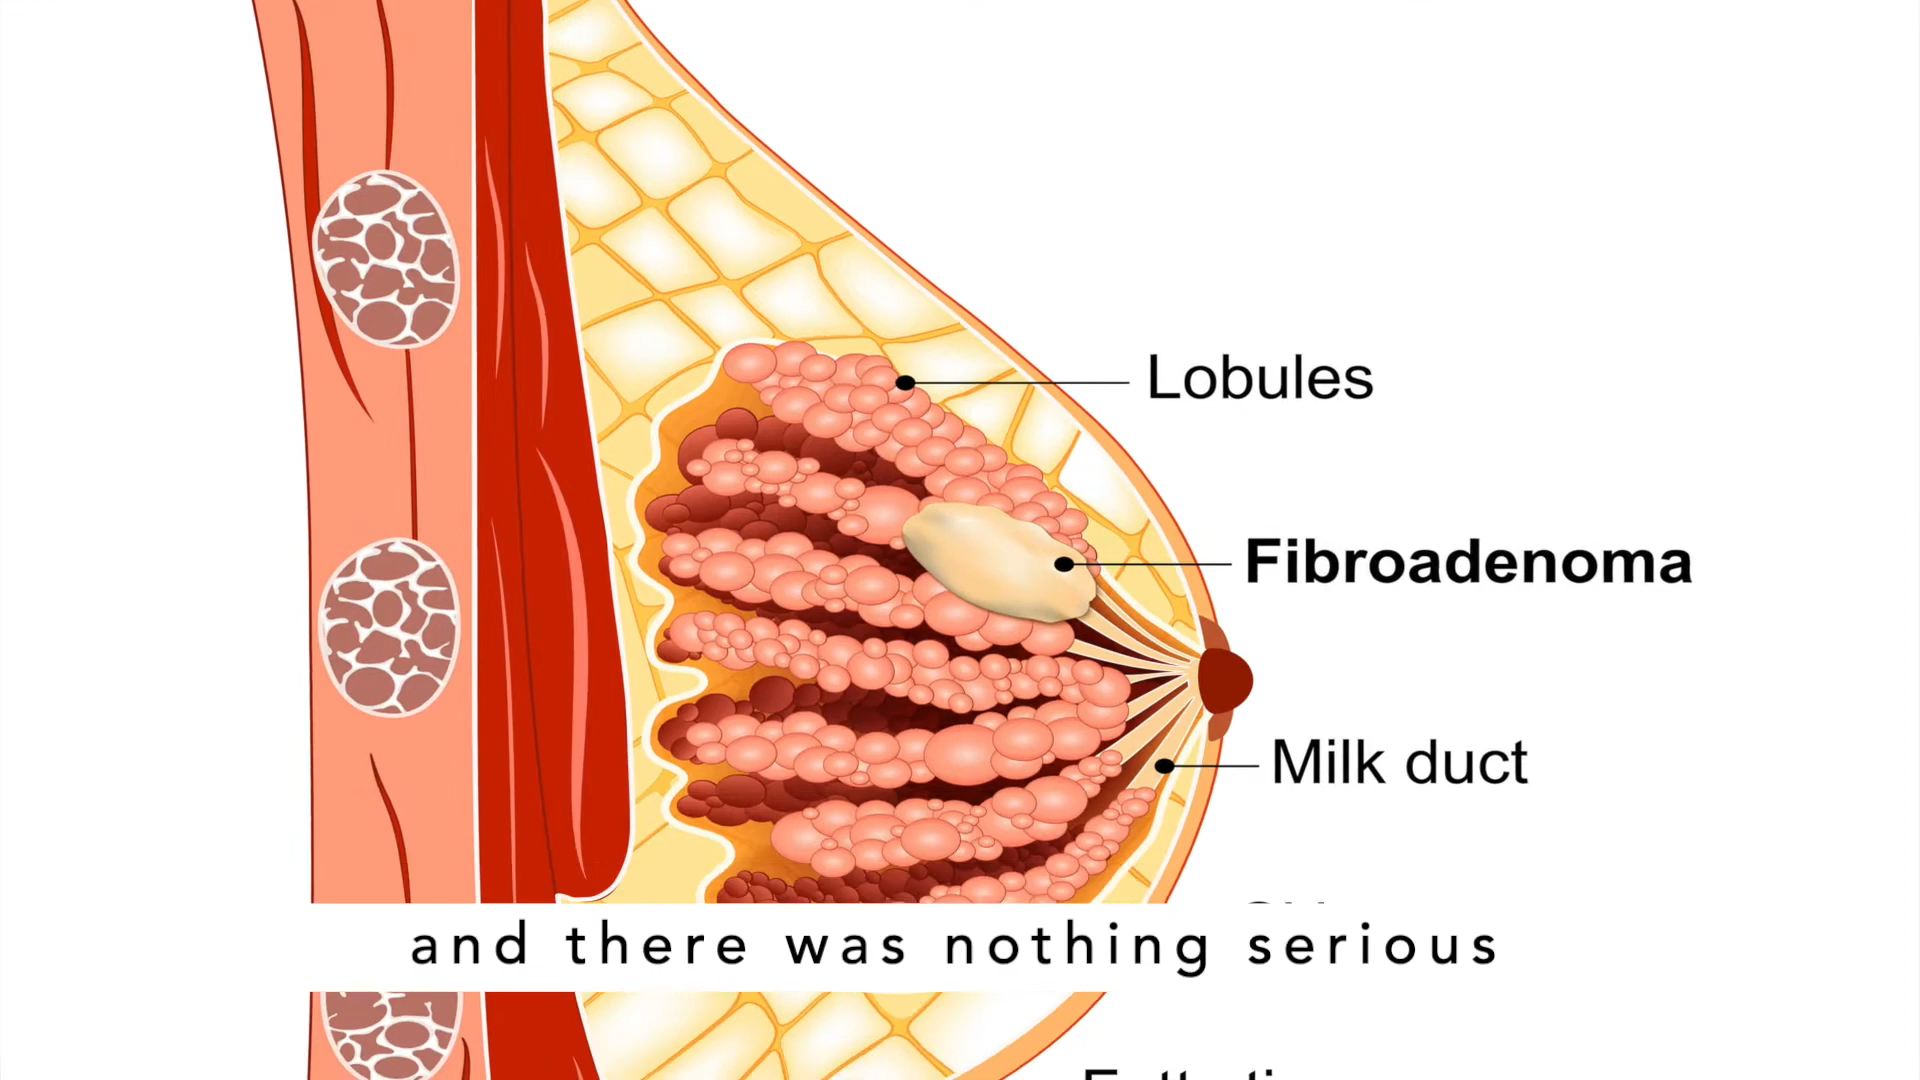 Lobules
Fibroadenoma
Milk duct
and there was nothing serious